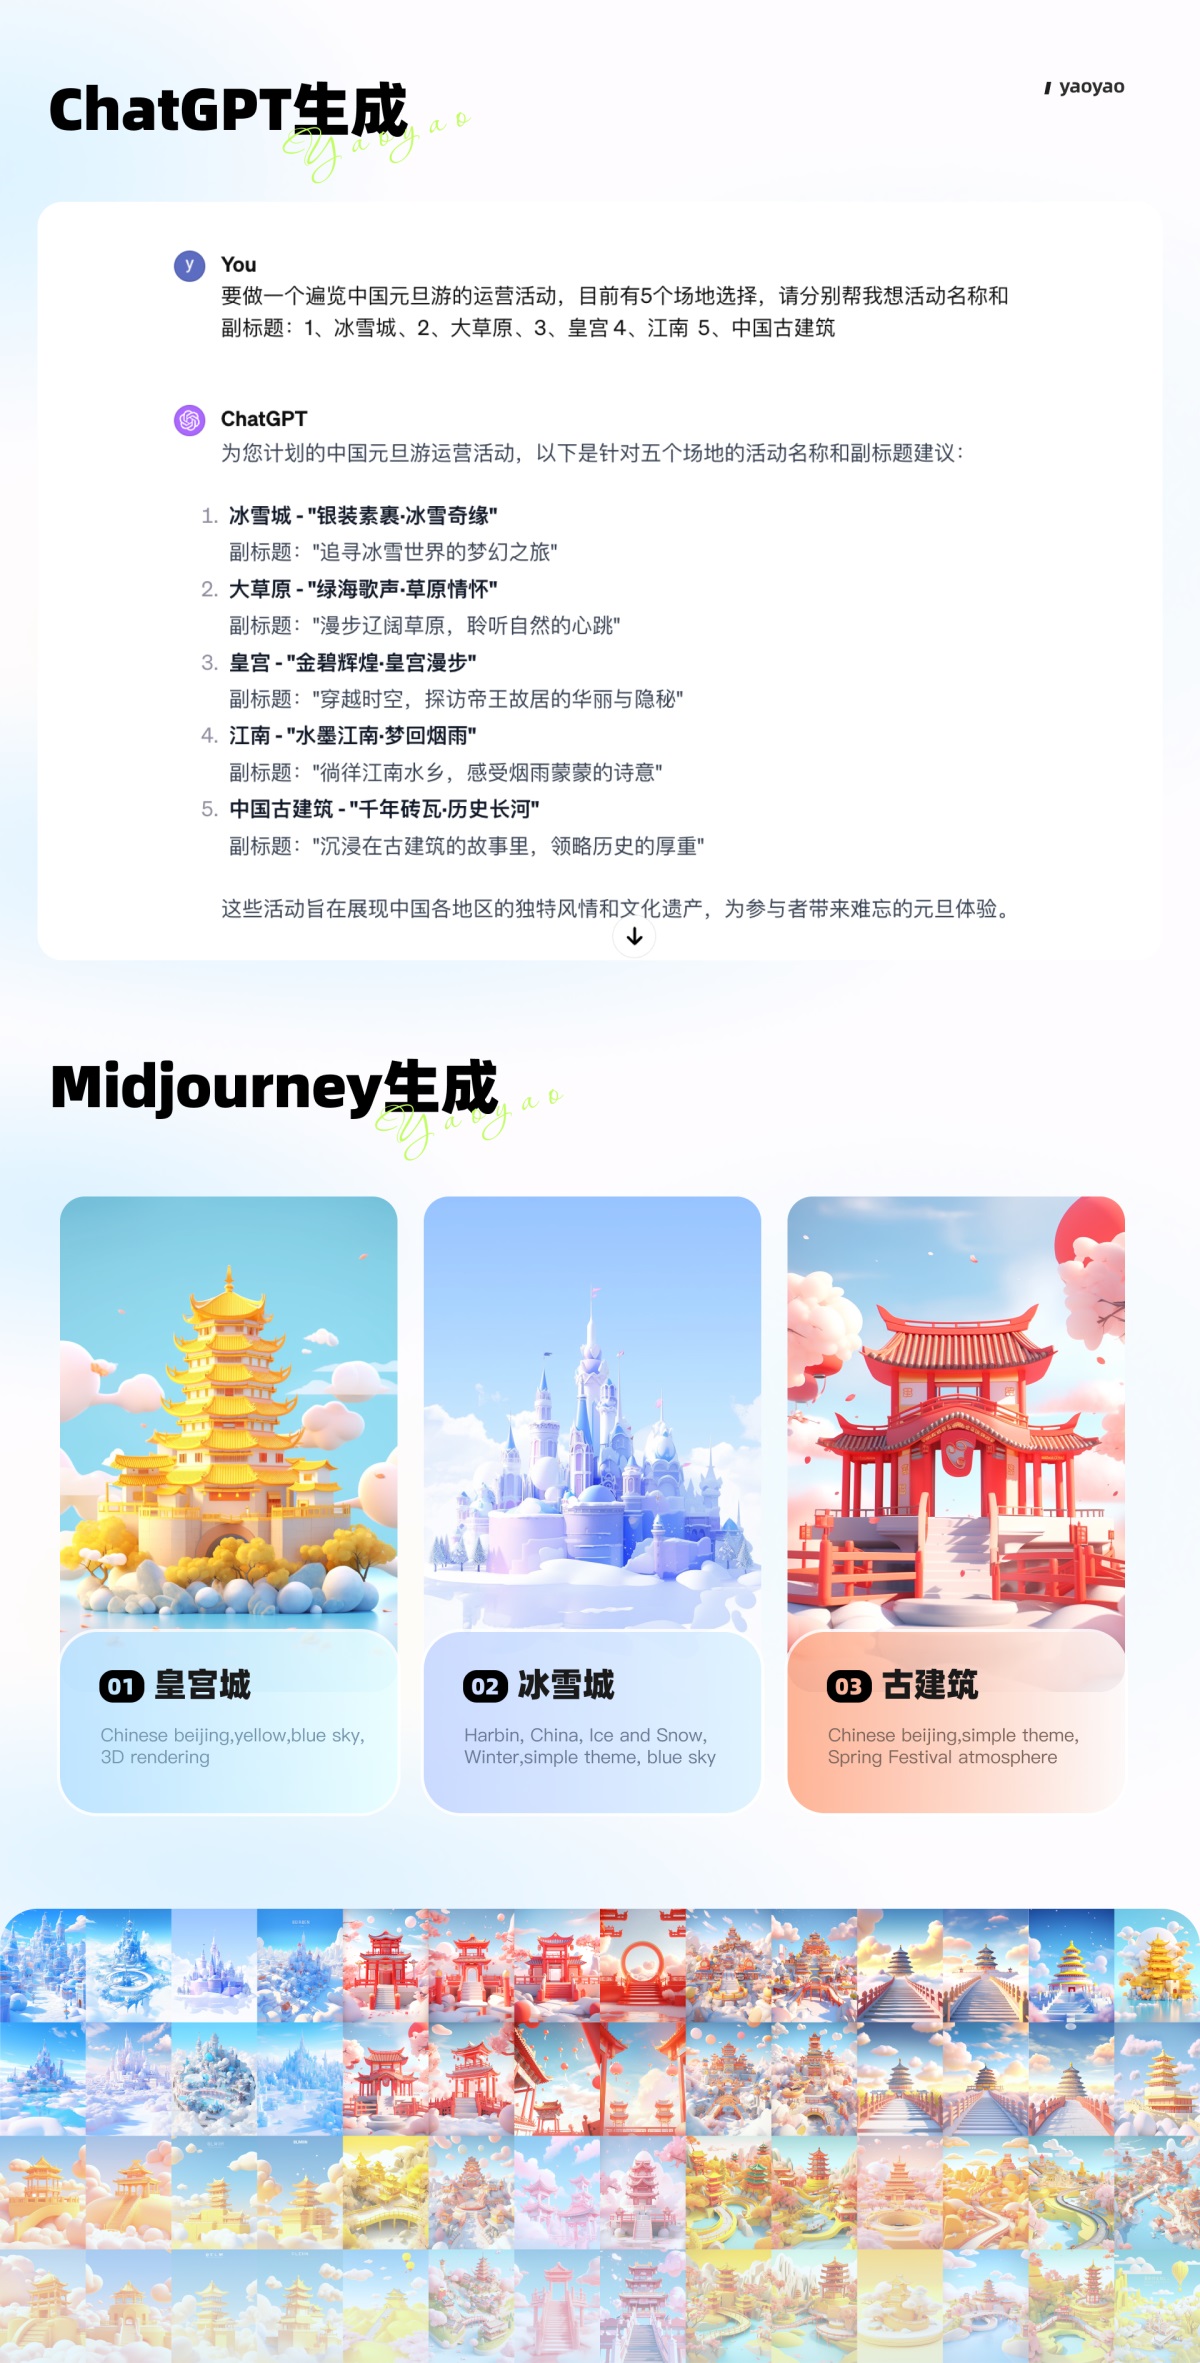 ChatGPT生成
Yaoyao
yaoyao
y
You
要做一个遍览中国元旦游的运营活动，目前有5个场地选择，请分别帮我想活动名称和
副标题：1、冰雪城、2、大草原、3、皇宫 4、江南 5、中国古建筑
ChatGPT
为您计划的中国元旦游运营活动，以下是针对五个场地的活动名称和副标题建议：
1. 冰雪城 - "银装素裹·冰雪奇缘"
副标题："追寻冰雪世界的梦幻之旅"
2. 大草原 - "绿海歌声·草原情怀"
副标题："漫步辽阔草原，聆听自然的心跳"
3. 皇宫 - "金碧辉煌·皇宫漫步"
副标题："穿越时空，探访帝王故居的华丽与隐秘"
4. 江南 - "水墨江南·梦回烟雨"
副标题："徜徉江南水乡，感受烟雨蒙蒙的诗意"
5. 中国古建筑 - "千年砖瓦·历史长河"
副标题："沉浸在古建筑的故事里，领略历史的厚重"
这些活动旨在展现中国各地区的独特风情和文化遗产，为参与者带来难忘的元旦体验。
Midjourney生成
Yaoyao
01 皇宫城
Chinese beijing,yellow,blue sky,
3D rendering
02 冰雪城
Harbin, China, Ice and Snow,
Winter,simple theme, blue sky
03 古建筑
Chinese beijing,simple theme,
Spring Festival atmosphere